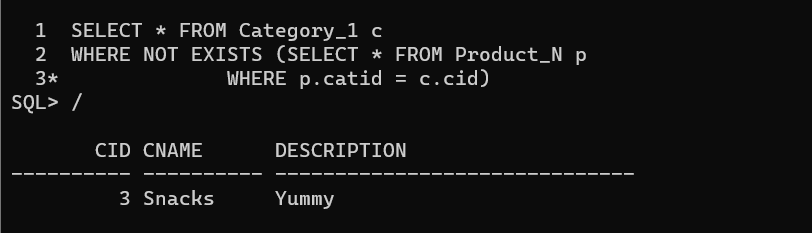 1  SELECT * FROM Category_1 c
  2  WHERE NOT EXISTS (SELECT * FROM Product_N p
  3*              WHERE p.catid = c.cid)
SQL> /
       CID CNAME      DESCRIPTION
---------- ---------- ------------------------------
         3 Snacks     Yummy